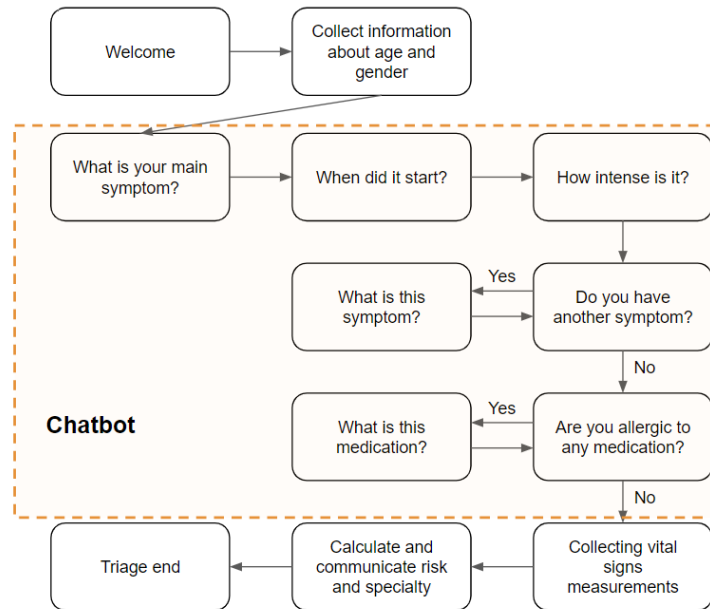 Welcome
Collect information
about age and
gender
What is your main
symptom?
When did it start?
How intense is it?
What is this
symptom?
Yes
Do you have
another symptom?
No
Chatbot
What is this
medication?
Yes
Are you allergic to
any medication?
No
Triage end
Calculate and
communicate risk
and specialty
Collecting vital
signs
measurements